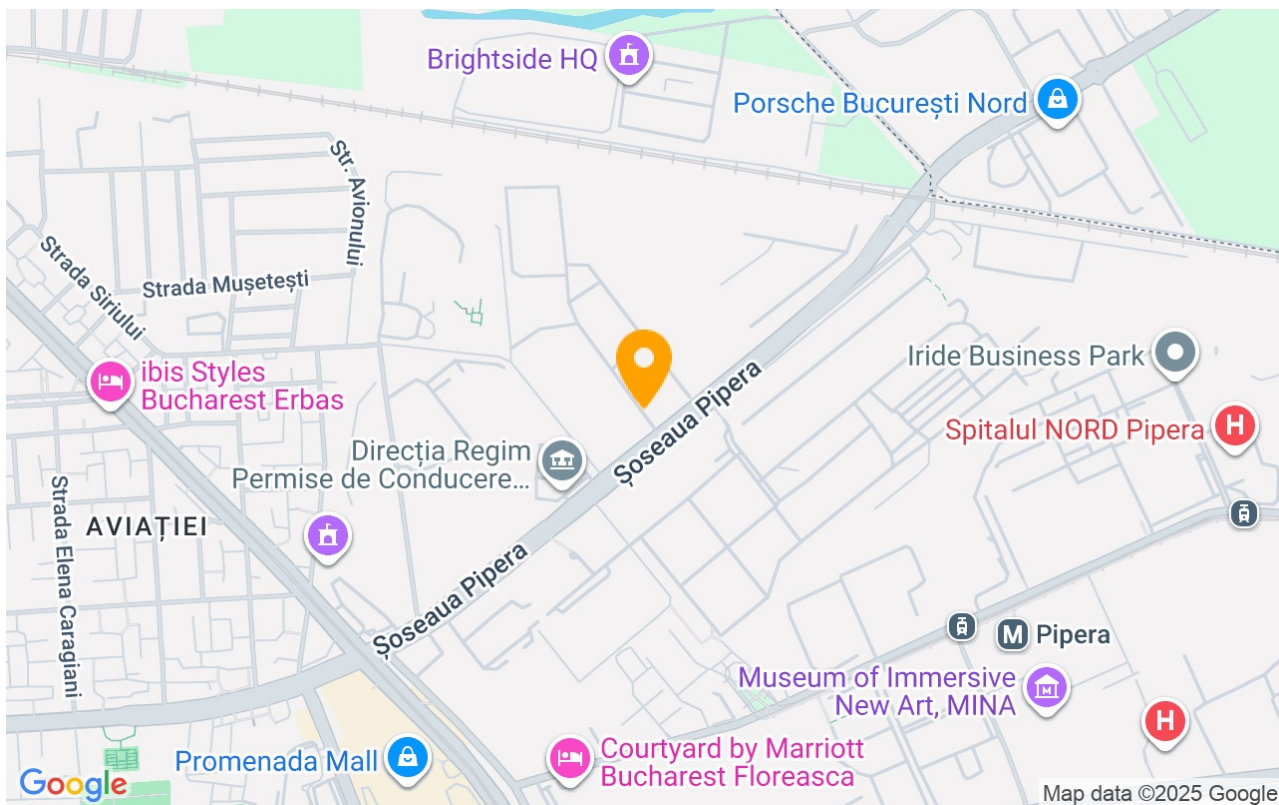 Brightside HQ
Porsche București Nord
Str. Avionului
Strada Siriului
Strada Mușetești
ibis Styles
Bucharest Erbas
Șoseaua Pipera
Iride Business Park
Spitalul NORD Pipera
Direcția Regim
Permise de Conducere...
Strada Elena Caragiani
AVIAȚIEI
Șoseaua Pipera
M Pipera
Museum of Immersive
New Art, MINA
H
H
Promenada Mall
Courtyard by Marriott
Bucharest Floreasca
Google
Map data ©2025 Google